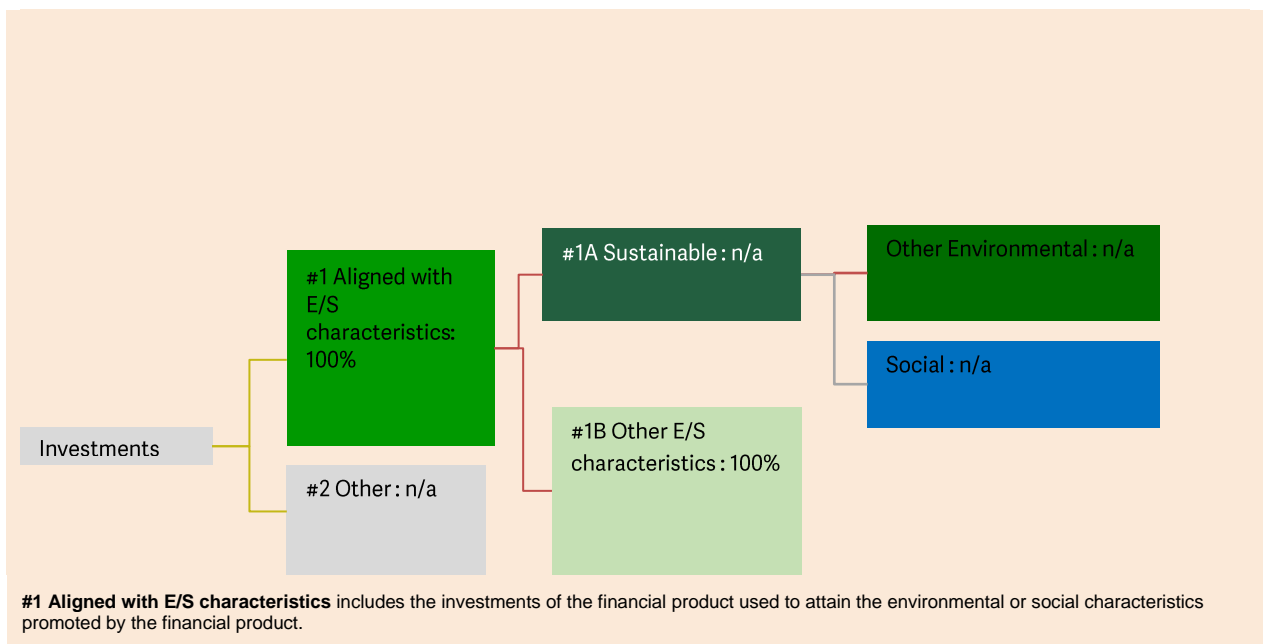 Investments
#1 Aligned with
E/S
characteristics:
100%
#2 Other : n/a
#1A Sustainable : n/a
#1B Other E/S
characteristics : 100%
Other Environmental : n/a
Social : n/a
#1 Aligned with E/S characteristics includes the investments of the financial product used to attain the environmental or social characteristics
promoted by the financial product.